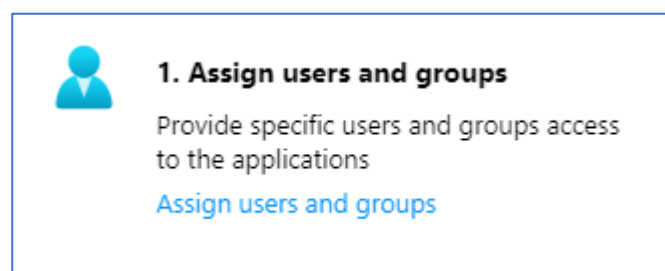 1. Assign users and groups
Provide specific users and groups access
to the applications
Assign users and groups